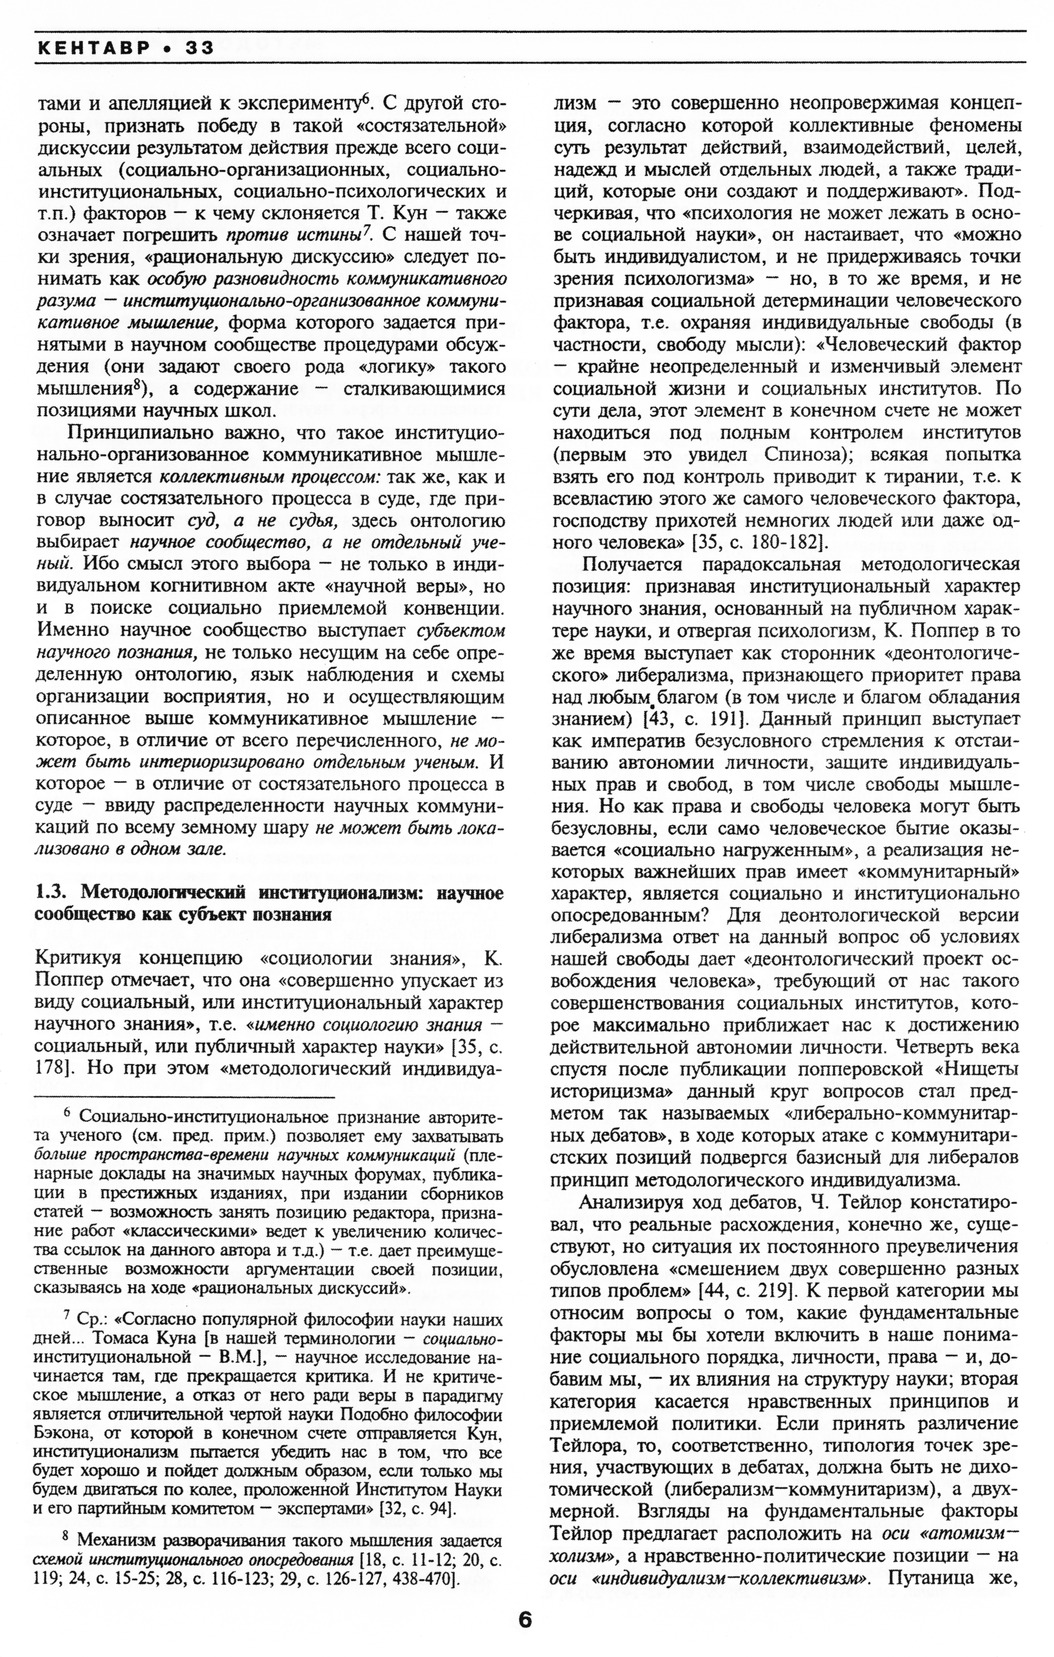 КЕНТАВР • 33
тами и апелляцией к эксперименту⁶. С другой сто-
роны, признать победу в такой «состязательной»
дискуссии результатом действия прежде всего соци-
альных (социально-организационных, социально-
институциональных, социально-психологических и
т.п.) факторов — к чему склоняется Т. Кун — также
означает погрешить против истины⁷. С нашей точ-
ки зрения, «рациональную дискуссию» следует по-
нимать как особую разновидность коммуникативного
разума — институционально-организованное коммуни-
кативное мышление, форма которого задается при-
нятыми в научном сообществе процедурами обсуж-
дения (они задают своего рода «логику» такого
мышления⁸), а содержание — сталкивающимися
позициями научных школ.
Принципиально важно, что такое институцио-
нально-организованное коммуникативное мышле-
ние является коллективным процессом: так же, как и
в случае состязательного процесса в суде, где при-
говор выносит суд, а не судья, здесь онтологию
выбирает научное сообщество, а не отдельный уче-
ный. Ибо смысл этого выбора — не только в инди-
видуальном когнитивном акте «научной веры», но
и в поиске социально приемлемой конвенции.
Именно научное сообщество выступает субъектом
научного познания, не только несущим на себе опре-
деленную онтологию, язык наблюдения и схемы
организации восприятия, но и осуществляющим
описанное выше коммуникативное мышление —
которое, в отличие от всего перечисленного, не мо-
жет быть интериоризировано отдельным ученым. И
которое — в отличие от состязательного процесса в
суде — ввиду распределенности научных коммуни-
каций по всему земному шару не может быть лока-
лизовано в одном зале.
1.3. Методологический институционализм: научное
сообщество как субъект познания
Критикуя концепцию «социологии знания», К.
Поппер отмечает, что она «совершенно упускает из
виду социальный, или институциональный характер
научного знания», т.е. «именно социологию знания —
социальный, или публичный характер науки» [35, с.
178]. Но при этом «методологический индивидуа-
⁶ Социально-институциональное признание авторите-
та ученого (см. пред. прим.) позволяет ему захватывать
больше пространства-времени научных коммуникаций (пле-
нарные доклады на значимых научных форумах, публика-
ции в престижных изданиях, при издании сборников
статей — возможность занять позицию редактора, призна-
ние работ «классическими» ведет к увеличению количес-
тва ссылок на данного автора и т.д.) — т.е. дает преимуще-
ственные возможности аргументации своей позиции,
сказываясь на ходе «рациональных дискуссий».
⁷ Ср.: «Согласно популярной философии науки наших
дней... Томаса Куна [в нашей терминологии — социально-
институциональной — В.М.], — научное исследование на-
чинается там, где прекращается критика. И не критиче-
ское мышление, а отказ от него ради веры в парадигму
является отличительной чертой науки Подобно философии
Бэкона, от которой в конечном счете отправляется Кун,
институционализм пытается убедить нас в том, что все
будет хорошо и пойдет должным образом, если только мы
будем двигаться по колее, проложенной Институтом Науки
и его партийным комитетом — экспертами» [32, с. 94].
⁸ Механизм разворачивания такого мышления задается
схемой институционального опосредования [18, с. 11-12; 20, с.
119; 24, с. 15-25; 28, с. 116-123; 29, с. 126-127, 438-470].
лизм — это совершенно неопровержимая концеп-
ция, согласно которой коллективные феномены
суть результат действий, взаимодействий, целей,
надежд и мыслей отдельных людей, а также тради-
ций, которые они создают и поддерживают». Под-
черкивая, что «психология не может лежать в осно-
ве социальной науки», он настаивает, что «можно
быть индивидуалистом, и не придерживаясь точки
зрения психологизма» — но, в то же время, и не
признавая социальной детерминации человеческого
фактора, т.е. охраняя индивидуальные свободы (в
частности, свободу мысли): «Человеческий фактор
— крайне неопределенный и изменчивый элемент
социальной жизни и социальных институтов. По
сути дела, этот элемент в конечном счете не может
находиться под полным контролем институтов
(первым это увидел Спиноза); всякая попытка
взять его под контроль приводит к тирании, т.е. к
всевластию этого же самого человеческого фактора,
господству прихотей немногих людей или даже од-
ного человека» [35, с. 180-182].
Получается парадоксальная методологическая
позиция: признавая институциональный характер
научного знания, основанный на публичном харак-
тере науки, и отвергая психологизм, К. Поппер в то
же время выступает как сторонник «деонтологиче-
ского» либерализма, признающего приоритет права
над любым благом (в том числе и благом обладания
знанием) [43, с. 191]. Данный принцип выступает
как императив безусловного стремления к отстаи-
ванию автономии личности, защите индивидуаль-
ных прав и свобод, в том числе свободы мышле-
ния. Но как права и свободы человека могут быть
безусловны, если само человеческое бытие оказы-
вается «социально нагруженным», а реализация не-
которых важнейших прав имеет «коммунитарный»
характер, является социально и институционально
опосредованным? Для деонтологической версии
либерализма ответ на данный вопрос об условиях
нашей свободы дает «деонтологический проект ос-
вобождения человека», требующий от нас такого
совершенствования социальных институтов, кото-
рое максимально приближает нас к достижению
действительной автономии личности. Четверть века
спустя после публикации попперовской «Нищеты
историцизма» данный круг вопросов стал пред-
метом так называемых «либерально-коммунитар-
ных дебатов», в ходе которых атаке с коммунитари-
стских позиций подвергся базисный для либералов
принцип методологического индивидуализма.
Анализируя ход дебатов, Ч. Тейлор констатиро-
вал, что реальные расхождения, конечно же, суще-
ствуют, но ситуация их постоянного преувеличения
обусловлена «смешением двух совершенно разных
типов проблем» [44, с. 219]. К первой категории мы
относим вопросы о том, какие фундаментальные
факторы мы бы хотели включить в наше понима-
ние социального порядка, личности, права — и, до-
бавим мы, — их влияния на структуру науки; вторая
категория касается нравственных принципов и
приемлемой политики. Если принять различение
Тейлора, то, соответственно, типология точек зре-
ния, участвующих в дебатах, должна быть не дихо-
томической (либерализм—коммунитаризм), а двух-
мерной. Взгляды на фундаментальные факторы
Тейлор предлагает расположить на оси «атомизм—
холизм», а нравственно-политические позиции — на
оси «индивидуализм—коллективизм». Путаница же,
6